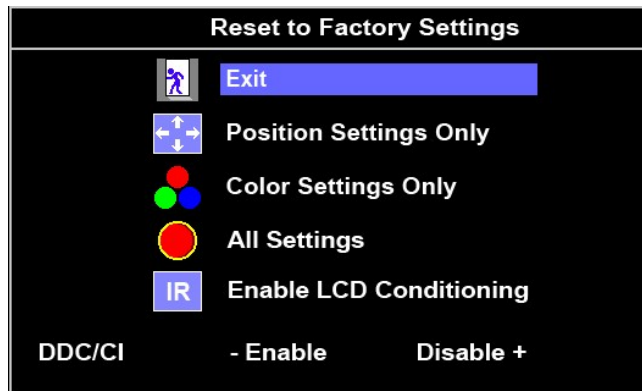 Reset to Factory Settings
Exit
Position Settings Only
Color Settings Only
All Settings
IR Enable LCD Conditioning
DDC/CI - Enable Disable +